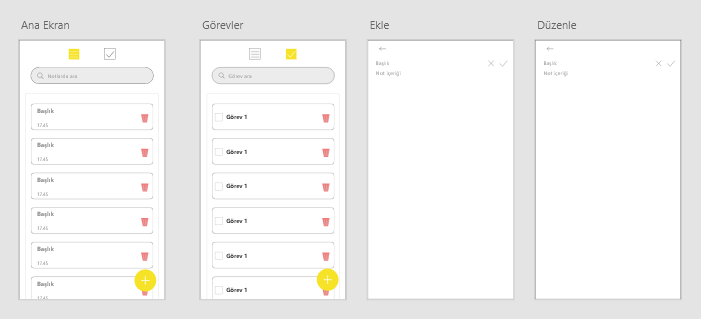 Ana Ekran
Görevler
Ekle
Düzenle
Notlarda ara
Başlık
17.45
Başlık
17.45
Başlık
17.45
Başlık
17.45
Başlık
17.45
Başlık
17.45
Görev ara
Görev 1
Görev 1
Görev 1
Görev 1
Görev 1
Görev 1
Başlık
Not içeriği
Başlık
Not içeriği